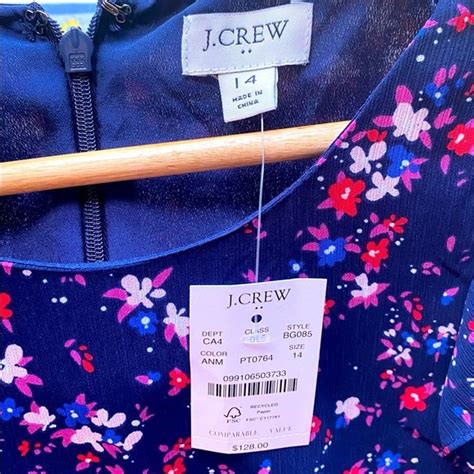 J.CREW
14
MADE IN
CHINA
J.CREW
DEPT CLASS STYLE
CA4 BG085
COLOR SIZE
ANM PT0764 14
099106503733
FSC
RECYCLED
Paper
COMPARABLE VALUE
$128.00